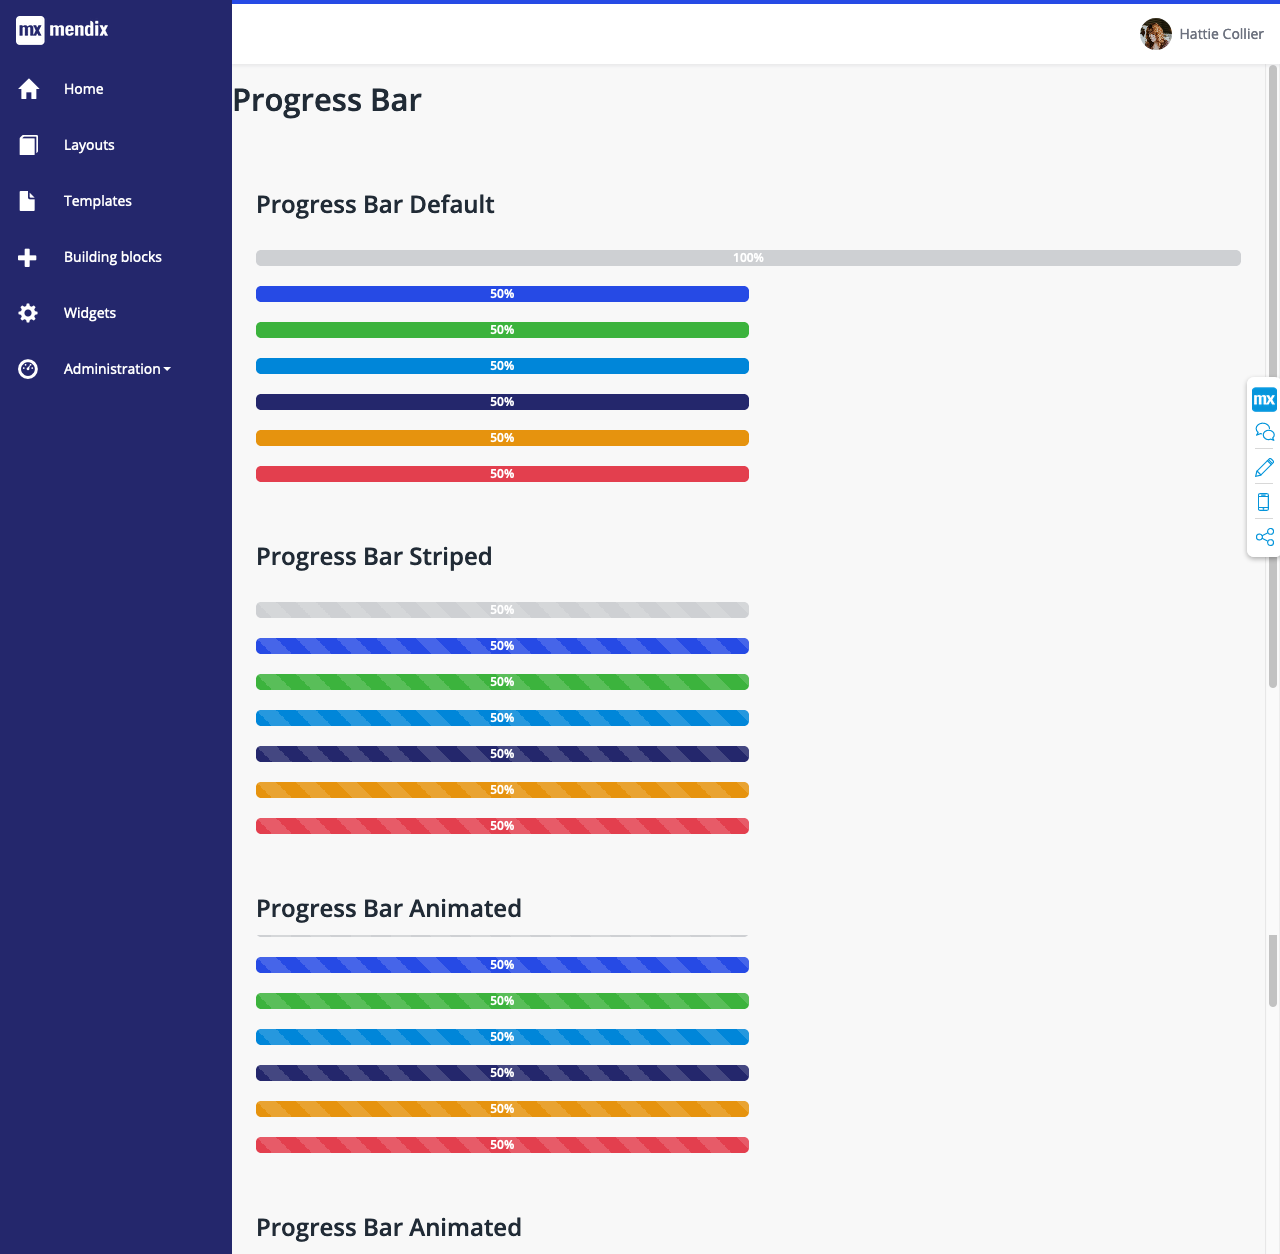 mx mendix
Hattie Collier
Home
Layouts
Templates
Building blocks
Widgets
Administration
Progress Bar
Progress Bar Default
100%
50%
50%
50%
50%
50%
50%
mx
Progress Bar Striped
50%
50%
50%
50%
50%
50%
50%
Progress Bar Animated
50%
50%
50%
50%
50%
50%
Progress Bar Animated